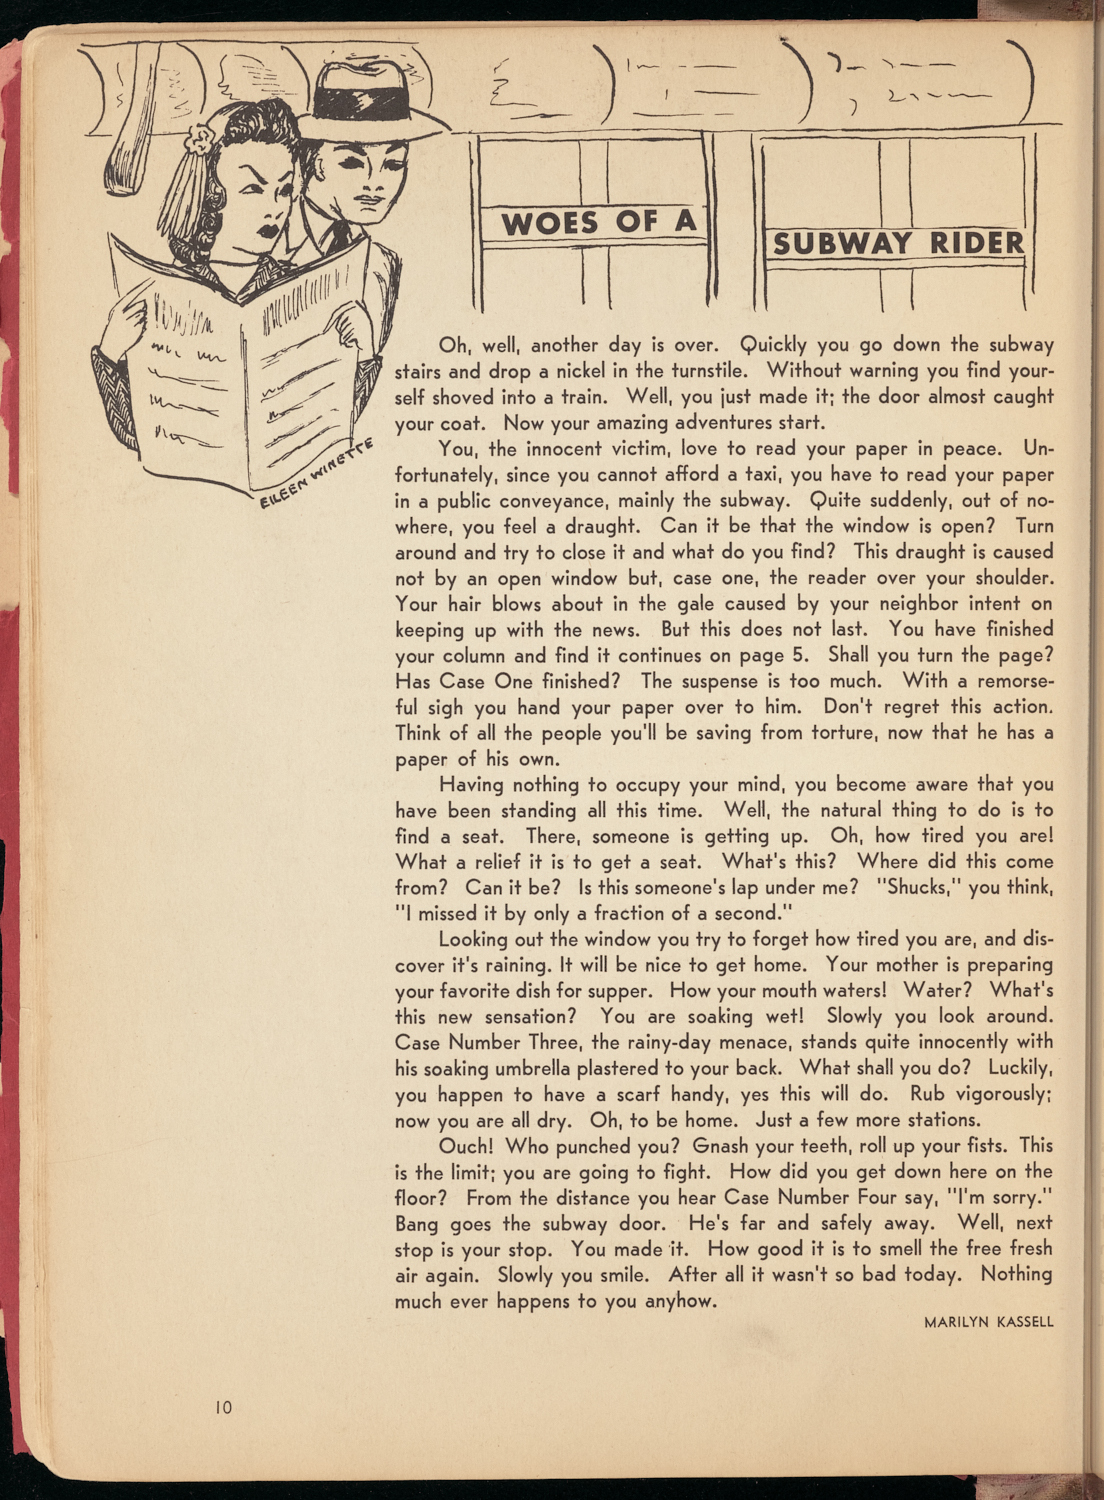 WOES OF A
SUBWAY RIDER
EILEEN WINETTE
Oh, well, another day is over. Quickly you go down the subway
stairs and drop a nickel in the turnstile. Without warning you find your-
self shoved into a train. Well, you just made it; the door almost caught
your coat. Now your amazing adventures start.
You, the innocent victim, love to read your paper in peace. Un-
fortunately, since you cannot afford a taxi, you have to read your paper
in a public conveyance, mainly the subway. Quite suddenly, out of no-
where, you feel a draught. Can it be that the window is open? Turn
around and try to close it and what do you find? This draught is caused
not by an open window but, case one, the reader over your shoulder.
Your hair blows about in the gale caused by your neighbor intent on
keeping up with the news. But this does not last. You have finished
your column and find it continues on page 5. Shall you turn the page?
Has Case One finished? The suspense is too much. With a remorse-
ful sigh you hand your paper over to him. Don't regret this action.
Think of all the people you'll be saving from torture, now that he has a
paper of his own.
Having nothing to occupy your mind, you become aware that you
have been standing all this time. Well, the natural thing to do is to
find a seat. There, someone is getting up. Oh, how tired you are!
What a relief it is to get a seat. What's this? Where did this come
from? Can it be? Is this someone's lap under me? "Shucks," you think,
"I missed it by only a fraction of a second."
Looking out the window you try to forget how tired you are, and dis-
cover it's raining. It will be nice to get home. Your mother is preparing
your favorite dish for supper. How your mouth waters! Water? What's
this new sensation? You are soaking wet! Slowly you look around.
Case Number Three, the rainy-day menace, stands quite innocently with
his soaking umbrella plastered to your back. What shall you do? Luckily,
you happen to have a scarf handy, yes this will do. Rub vigorously;
now you are all dry. Oh, to be home. Just a few more stations.
Ouch! Who punched you? Gnash your teeth, roll up your fists. This
is the limit; you are going to fight. How did you get down here on the
floor? From the distance you hear Case Number Four say, "I'm sorry."
Bang goes the subway door. He's far and safely away. Well, next
stop is your stop. You made it. How good it is to smell the free fresh
air again. Slowly you smile. After all it wasn't so bad today. Nothing
much ever happens to you anyhow.
MARILYN KASSELL
10